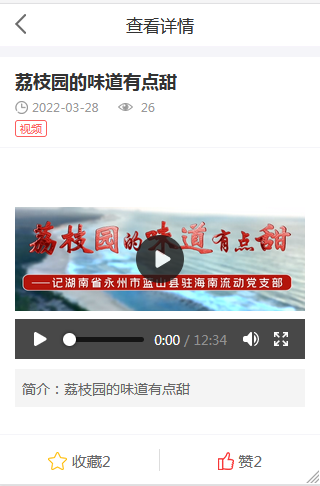 查看详情
荔枝园的味道有点甜
2022-03-28 26
视频
荔枝园的味道有点甜
——记湖南省永州市蓝山县驻海南流动党支部
0:00 / 12:34
简介：荔枝园的味道有点甜
收藏2 赞2